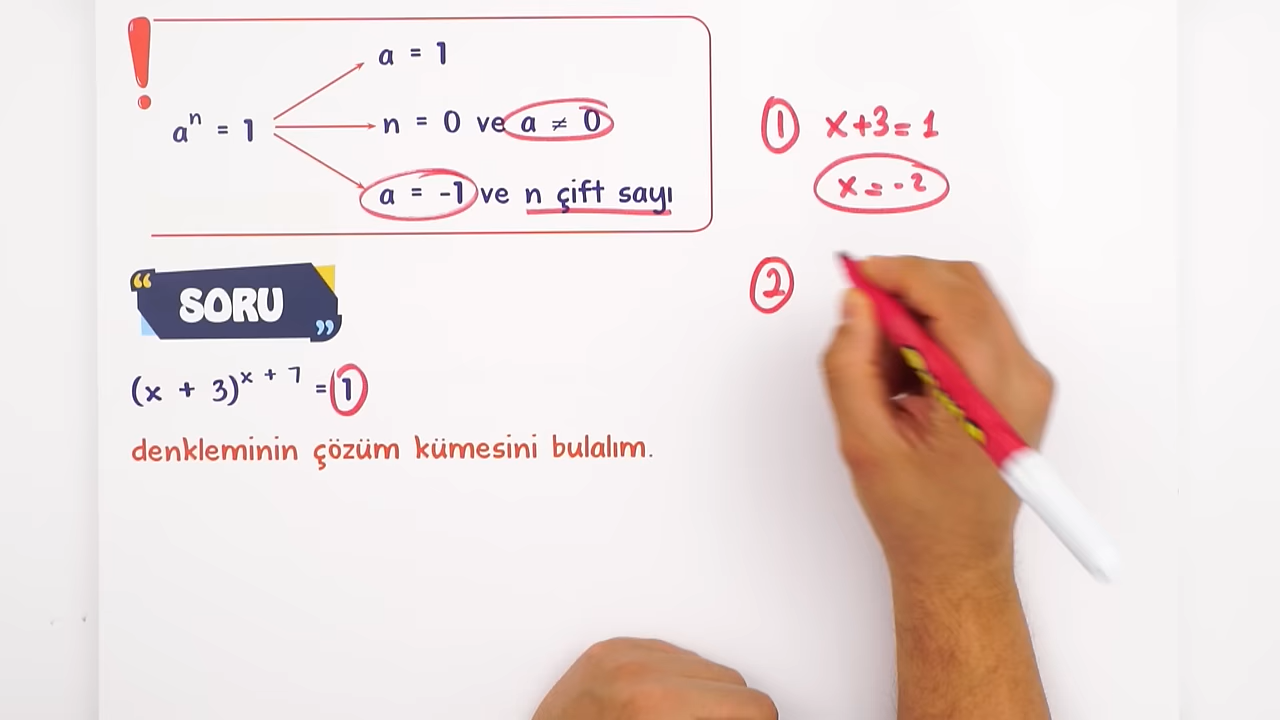 !
a = 1
aⁿ = 1
n = 0 ve a ≠ 0
a = -1 ve n çift sayı
“ SORU ”
(x + 3)ˣ ⁺ ⁷ = 1
denkleminin çözüm kümesini bulalım.
① x+3=1
x=-2
②